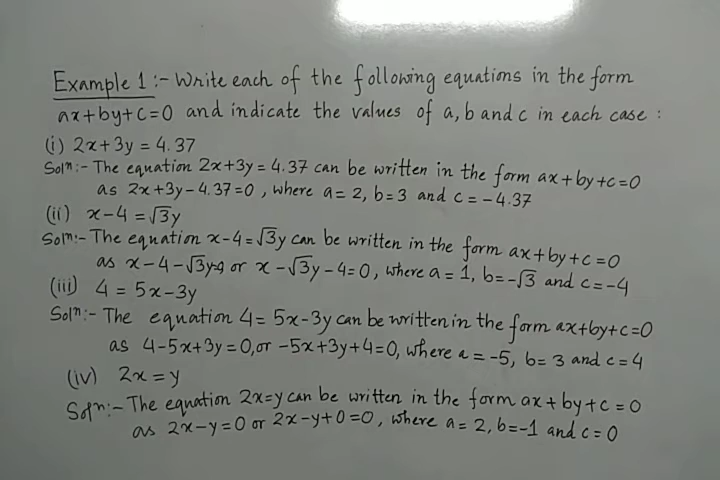 Example 1 :- Write each of the following equations in the form
ax+by+c=0 and indicate the values of a, b and c in each case :
(i) 2x+3y = 4.37
Solⁿ:- The equation 2x+3y = 4.37 can be written in the form ax+by+c=0
as 2x+3y-4.37=0, where a= 2, b=3 and c = -4.37
(ii) x-4 = √3y
Solⁿ:- The equation x-4=√3y can be written in the form ax+by+c=0
as x-4-√3y or x-√3y-4=0, where a = 1, b=-√3 and c=-4
(iii) 4 = 5x-3y
Solⁿ:- The equation 4= 5x-3y can be written in the form ax+by+c=0
as 4-5x+3y=0, or -5x+3y+4=0, where a = -5, b= 3 and c=4
(iv) 2x = y
Solⁿ:- The equation 2x=y can be written in the form ax+by+c=0
as 2x-y=0 or 2x-y+0=0, where a= 2, b=-1 and c= 0